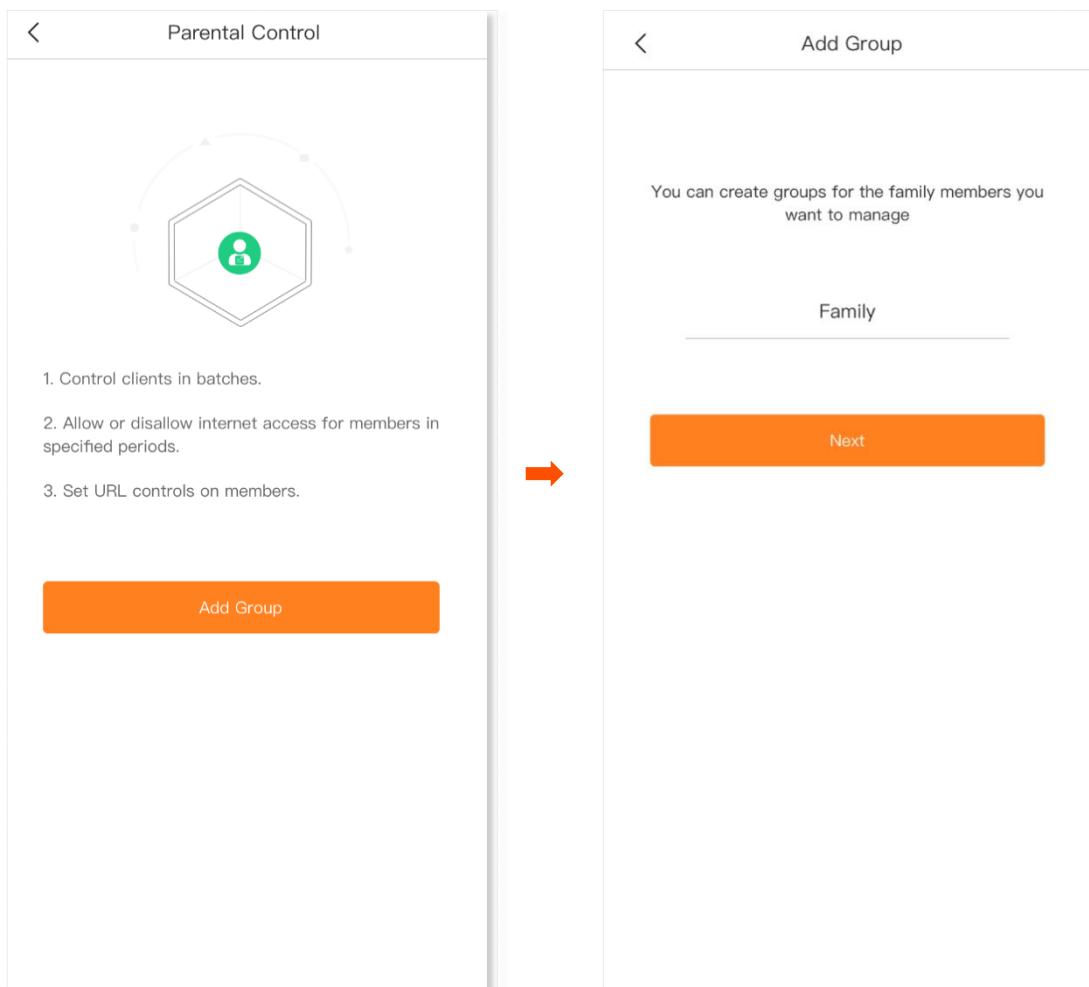 Parental Control
1. Control clients in batches.
2. Allow or disallow internet access for members in
specified periods.
3. Set URL controls on members.
Add Group
Add Group
You can create groups for the family members you
want to manage
Family
Next